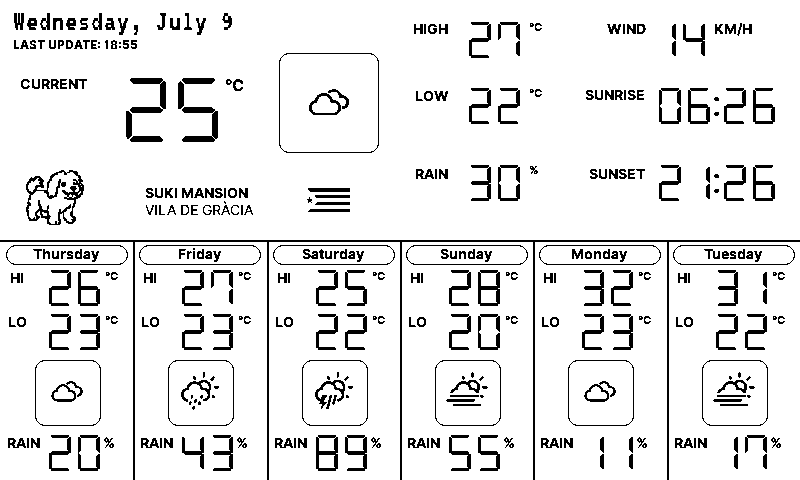 Wednesday, July 9
LAST UPDATE: 18:55
CURRENT 25 °C
SUKI MANSION
VILA DE GRÀCIA
HIGH 27 °C
LOW 22 °C
RAIN 30 %
WIND 14 KM/H
SUNRISE 06:26
SUNSET 21:26
Thursday
HI 26 °C
LO 23 °C
RAIN 20 %
Friday
HI 27 °C
LO 23 °C
RAIN 43 %
Saturday
HI 25 °C
LO 22 °C
RAIN 89 %
Sunday
HI 28 °C
LO 20 °C
RAIN 55 %
Monday
HI 32 °C
LO 23 °C
RAIN 11 %
Tuesday
HI 31 °C
LO 22 °C
RAIN 17 %